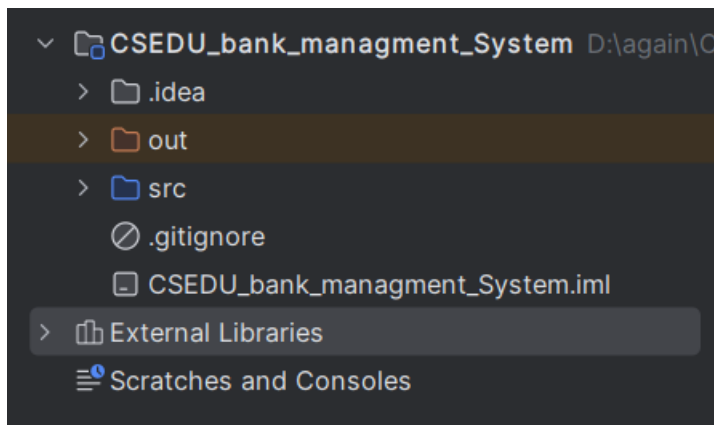 CSEDU_bank_managment_System D:\again\
.idea
out
src
.gitignore
CSEDU_bank_managment_System.iml
External Libraries
Scratches and Consoles